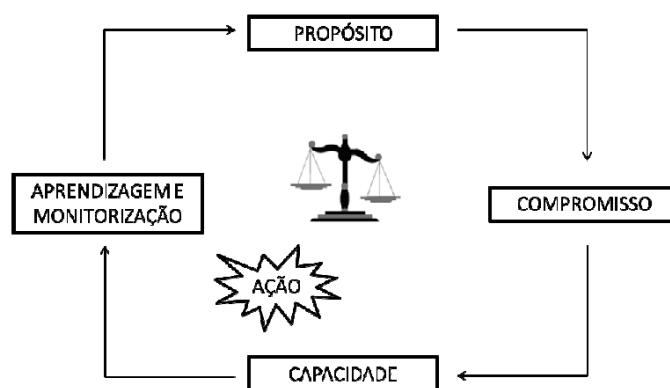 PROPÓSITO
APRENDIZAGEM E
MONITORIZAÇÃO
COMPROMISSO
AÇÃO
CAPACIDADE